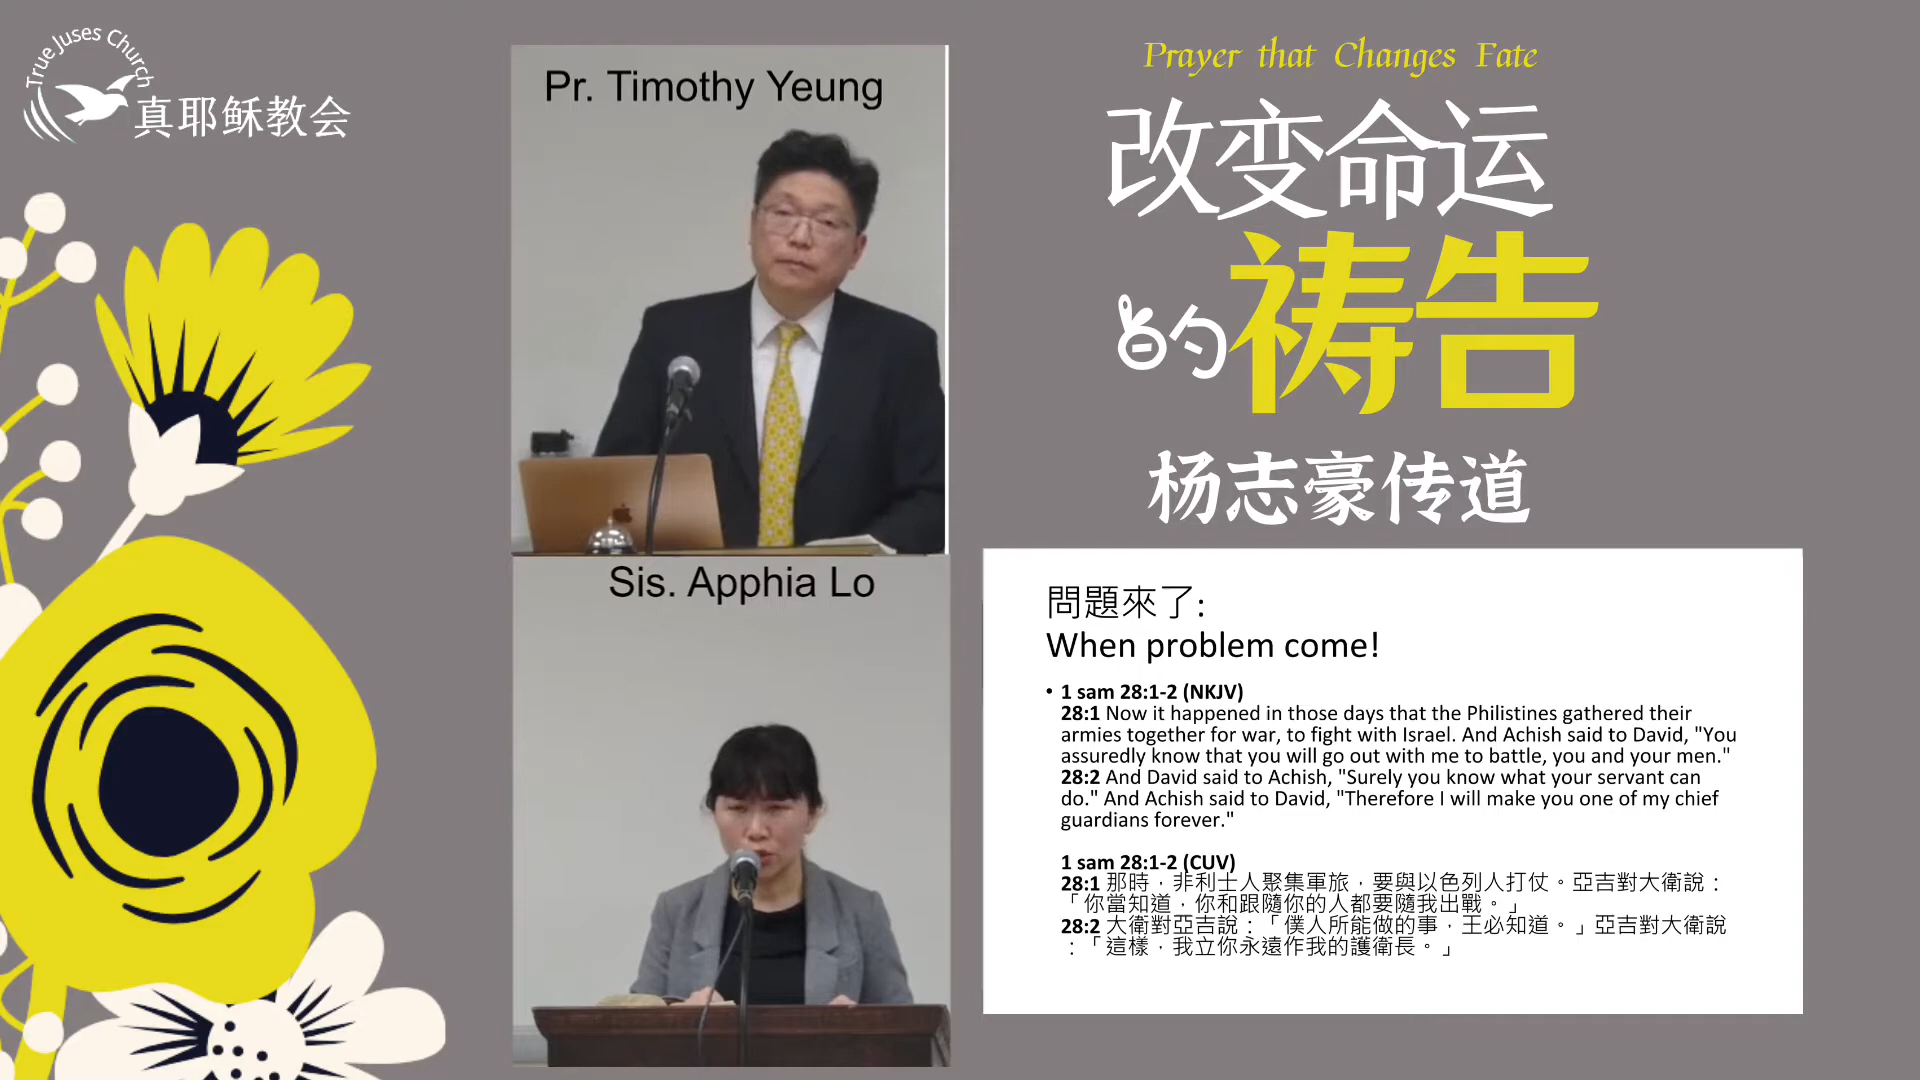 True Juses Church
真耶稣教会
Pr. Timothy Yeung
Sis. Apphia Lo
Prayer that Changes Fate
改变命运
的祷告
杨志豪传道
問題來了:
When problem come!
• 1 sam 28:1-2 (NKJV)
28:1 Now it happened in those days that the Philistines gathered their
armies together for war, to fight with Israel. And Achish said to David, "You
assuredly know that you will go out with me to battle, you and your men."
28:2 And David said to Achish, "Surely you know what your servant can
do." And Achish said to David, "Therefore I will make you one of my chief
guardians forever."
1 sam 28:1-2 (CUV)
28:1 那時，非利士人聚集軍旅，要與以色列人打仗。亞吉對大衛說：
「你當知道，你和跟隨你的人都要隨我出戰。」
28:2 大衛對亞吉說：「僕人所能做的事，王必知道。」亞吉對大衛說
：「這樣，我立你永遠作我的護衛長。」